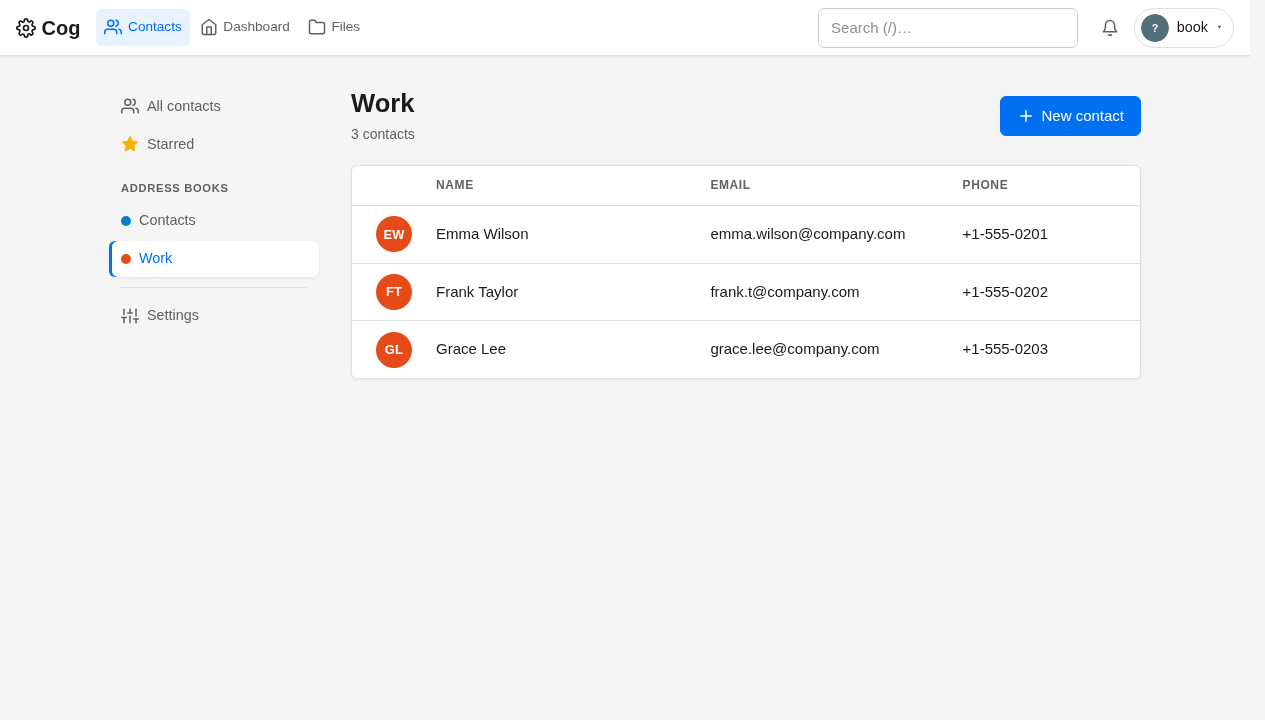 Cog
Contacts
Dashboard
Files
Search (/)…
?
book
All contacts
Starred
ADDRESS BOOKS
Contacts
Work
Settings
Work
3 contacts
New contact
NAME EMAIL PHONE
EW Emma Wilson emma.wilson@company.com +1-555-0201
FT Frank Taylor frank.t@company.com +1-555-0202
GL Grace Lee grace.lee@company.com +1-555-0203